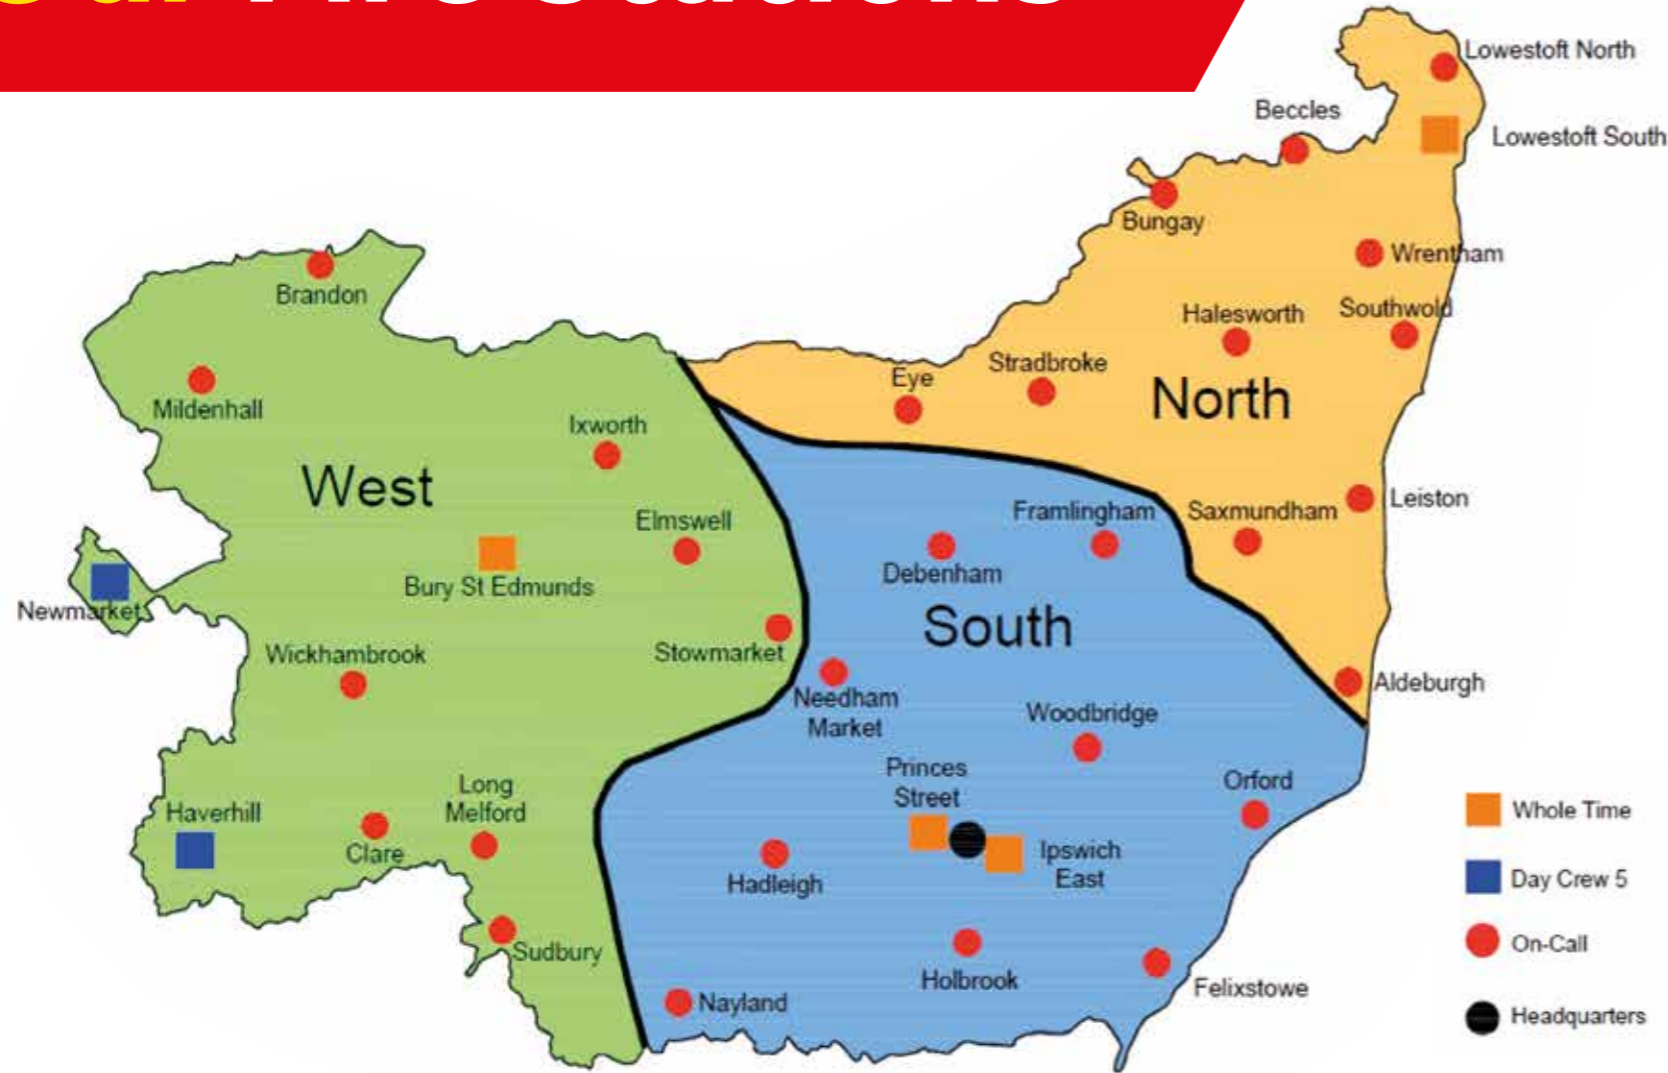 Lowestoft North
Beccles
Lowestoft South
Bungay
Wrentham
Brandon
Halesworth
Southwold
Stradbroke
Eye
North
Mildenhall
Ixworth
West
Leiston
Framlingham
Saxmundham
Elmswell
Debenham
Bury St Edmunds
Newmarket
South
Wickhambrook
Stowmarket
Aldeburgh
Needham
Market
Woodbridge
Princes
Street
Orford
Long
Melford
Haverhill
Clare
Whole Time
Ipswich
East
Hadleigh
Day Crew 5
On-Call
Sudbury
Holbrook
Felixstowe
Nayland
Headquarters